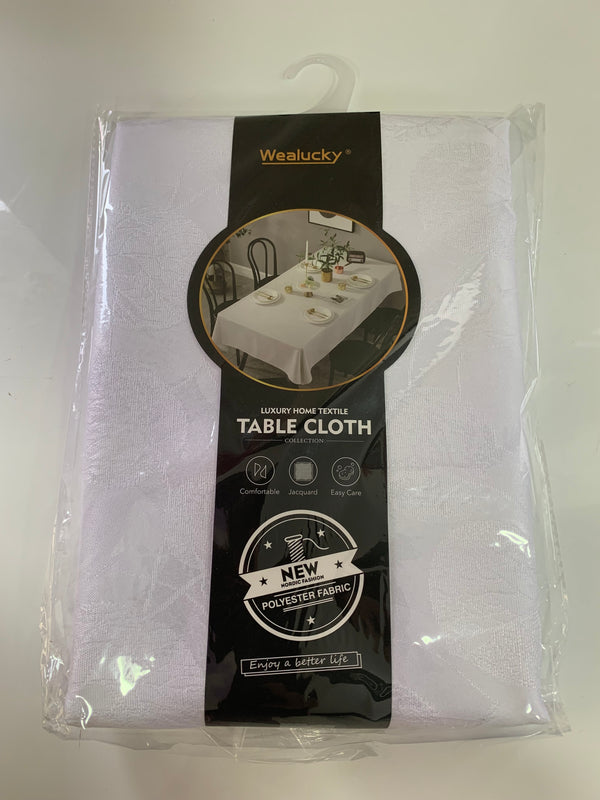 Wealucky®
LUXURY HOME TEXTILE
TABLE CLOTH
COLLECTION
Comfortable Jacquard Easy Care
NEW
NORDIC FASHION
POLYESTER FABRIC
Enjoy a better life